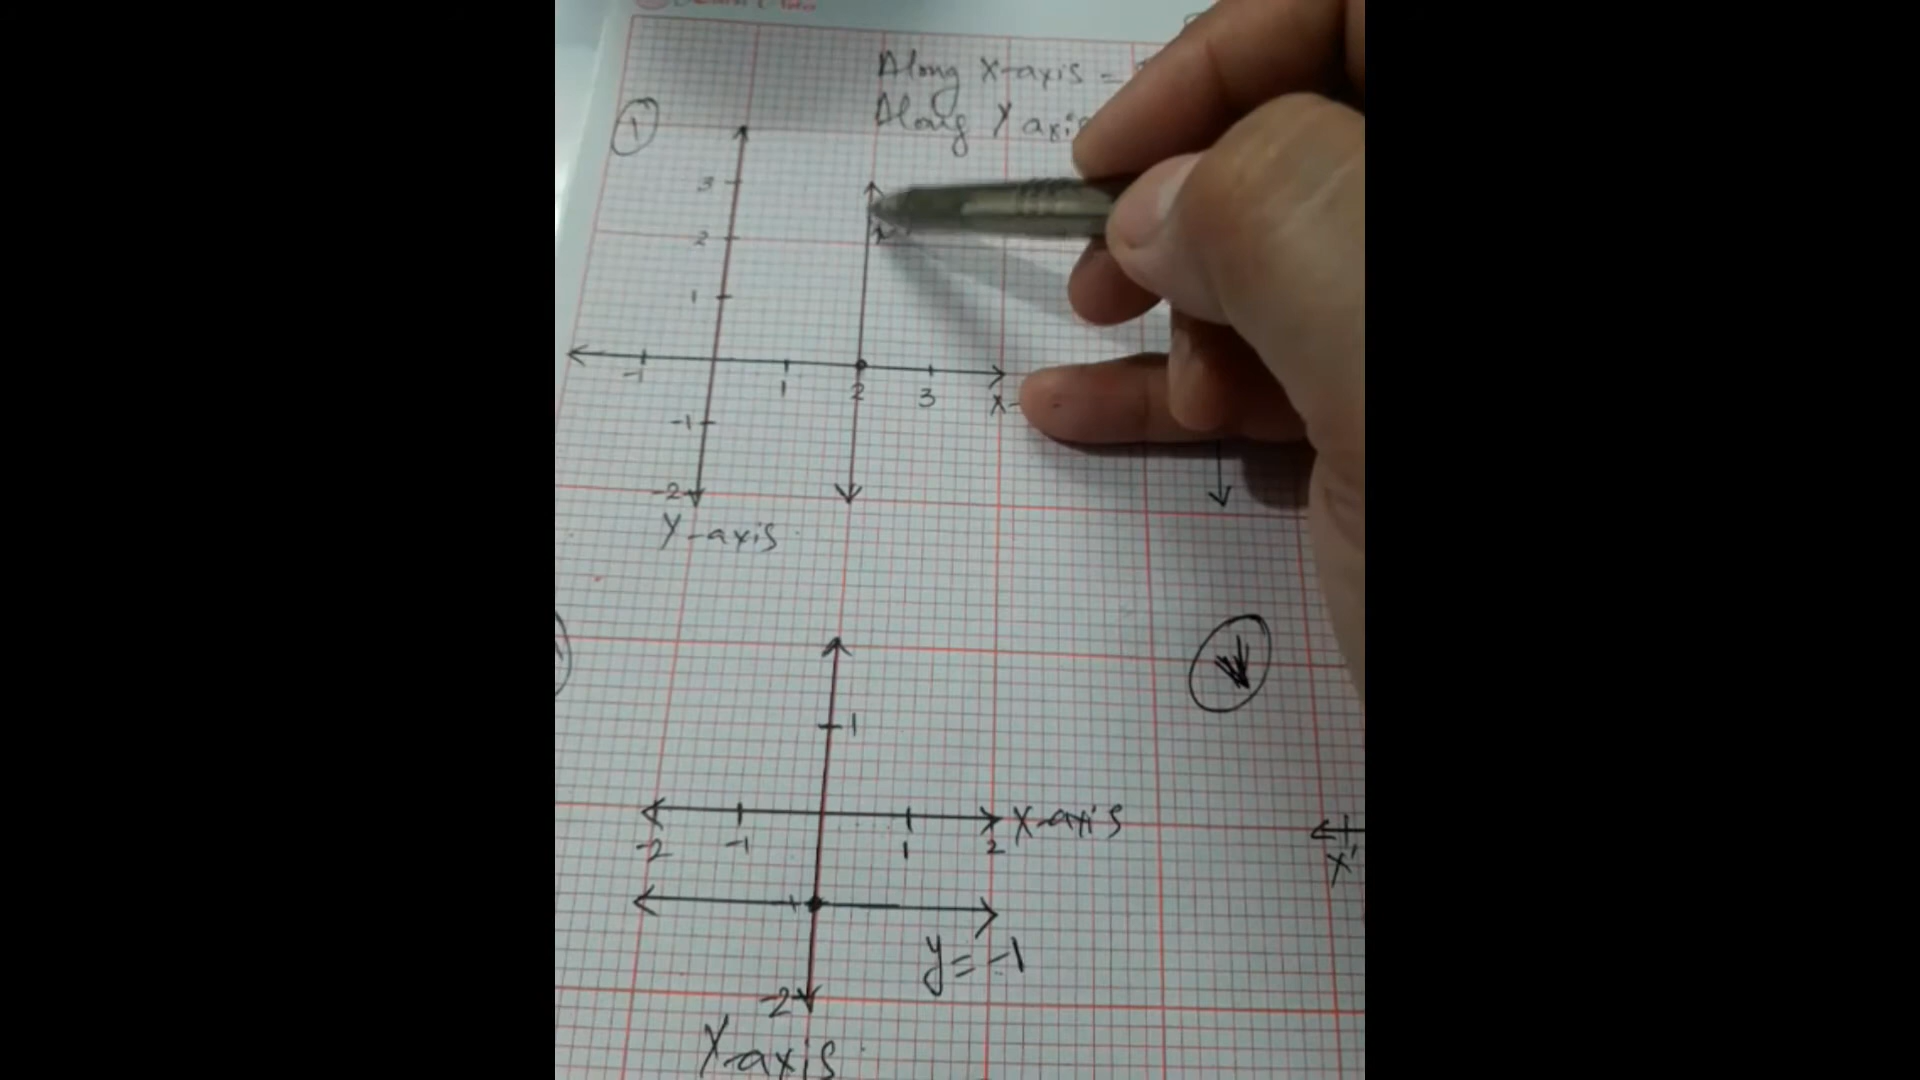 Along X-axis =
Along Y axis
1
3
2
1
-1 1 2 3
X-
-1
-2
Y-axis
1
X-axis
-2 -1 1 2
X'
y = -1
-2
Y-axis